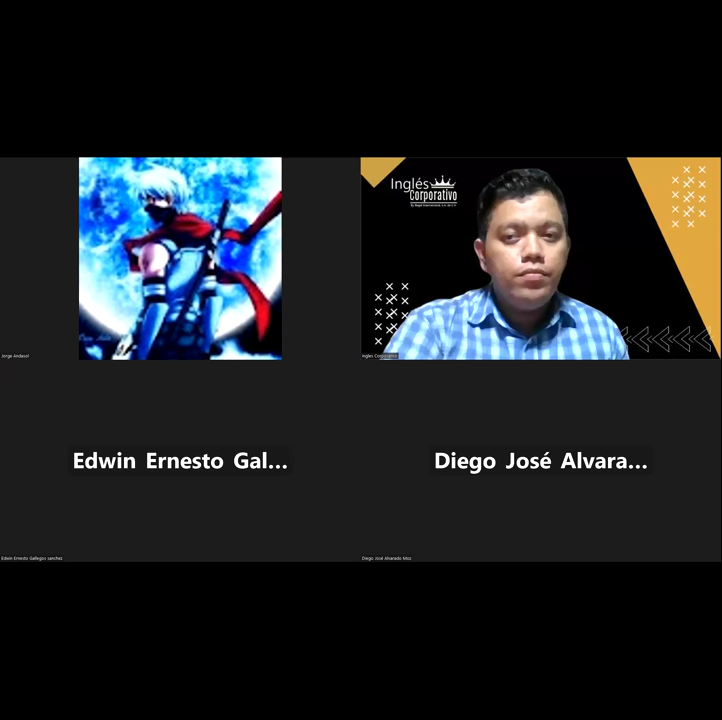 Inglés
Corporativo
Jorge Andasol
Inglés Corporativo
Edwin Ernesto Gal...
Diego José Alvara...
Edwin Ernesto Gallegos sanchez
Diego José Alvarado Moz